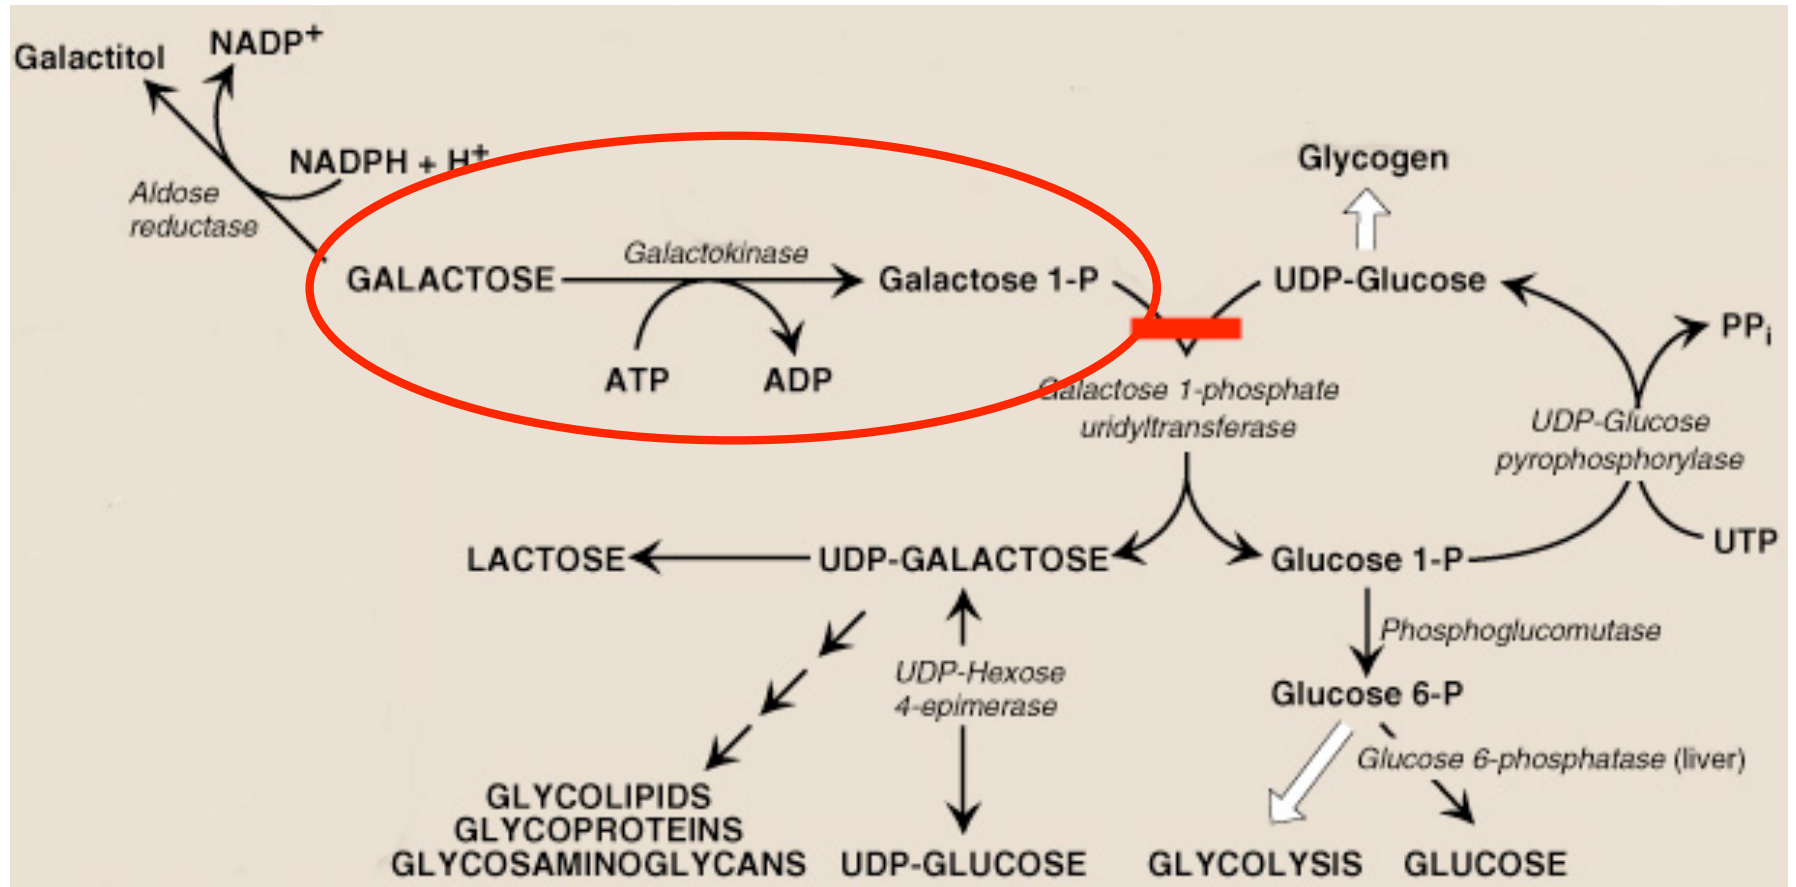 Galactitol
NADP+
NADPH + H+
Aldose
reductase
Glycogen
Galactokinase
GALACTOSE
Galactose 1-P
UDP-Glucose
PPi
ATP
ADP
Galactose 1-phosphate
uridyltransferase
UDP-Glucose
pyrophosphorylase
UTP
LACTOSE
UDP-GALACTOSE
Glucose 1-P
Phosphoglucomutase
UDP-Hexose
4-epimerase
Glucose 6-P
Glucose 6-phosphatase (liver)
GLYCOLIPIDS
GLYCOPROTEINS
GLYCOSAMINOGLYCANS
UDP-GLUCOSE
GLYCOLYSIS
GLUCOSE